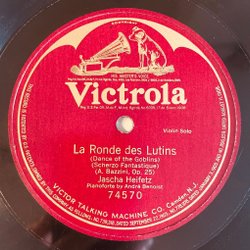 "HIS MASTER'S VOICE"
Victrola
Violin Solo
La Ronde des Lutins
(Dance of the Goblins)
(Scherzo Fantastique)
(A. Bazzini, Op. 25)
Jascha Heifetz
Pianoforte by André Benoist
74570
VICTOR TALKING MACHINE CO. Camden, N.J.